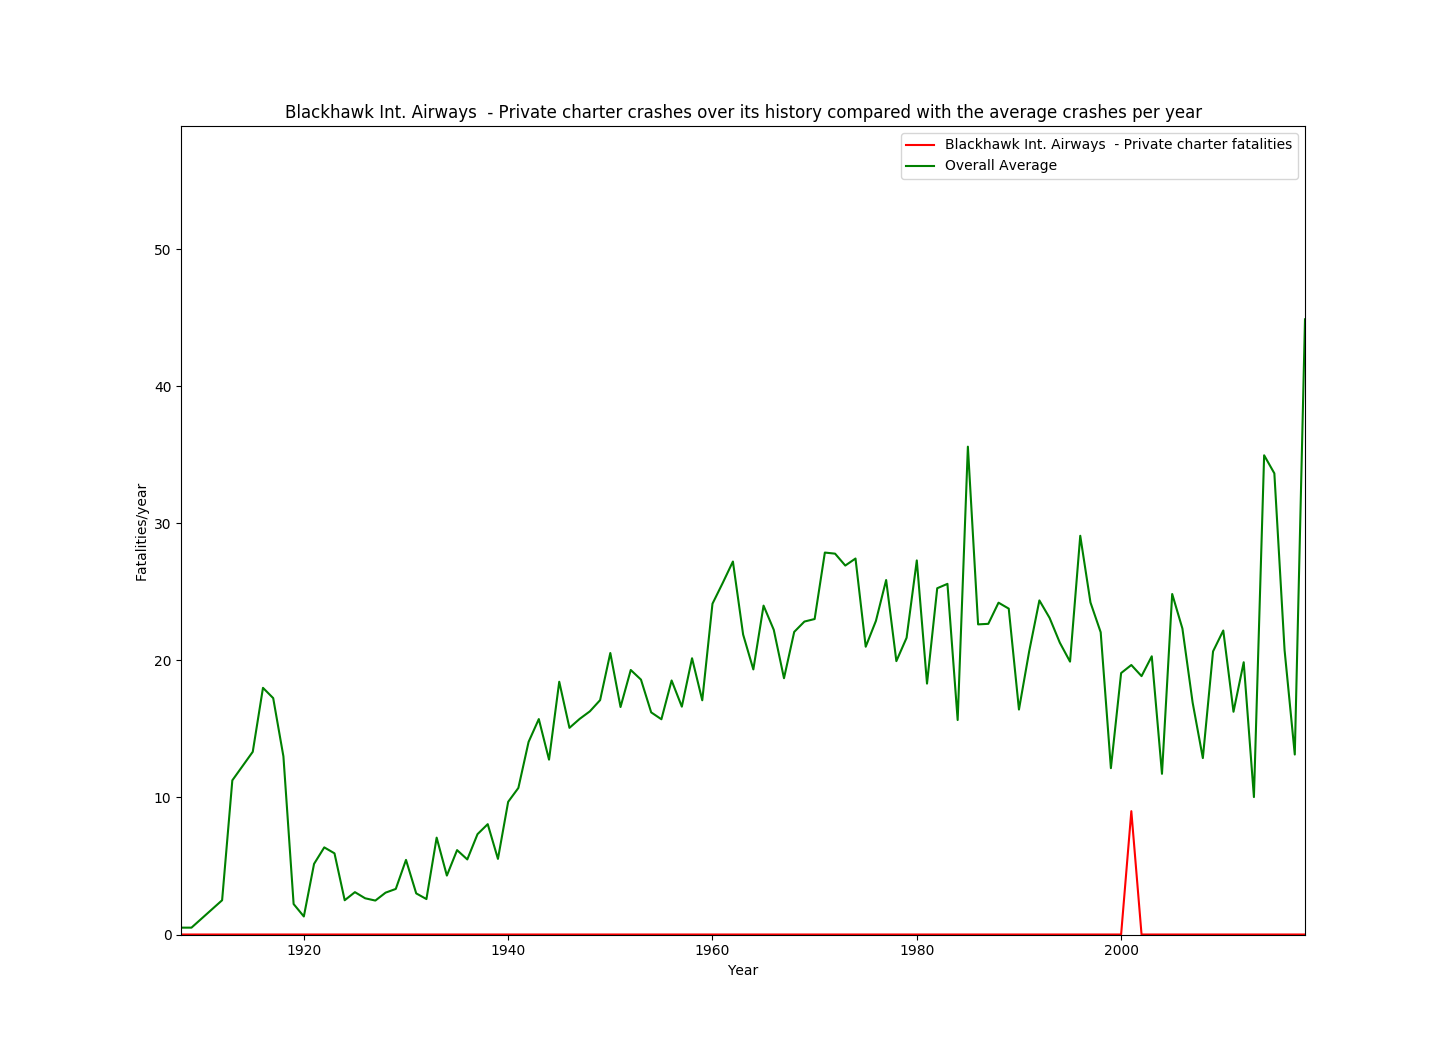 Blackhawk Int. Airways  - Private charter crashes over its history compared with the average crashes per year
Blackhawk Int. Airways  - Private charter fatalities
Overall Average
50
40
30
20
10
0
Fatalities/year
1920
1940
1960
1980
2000
Year